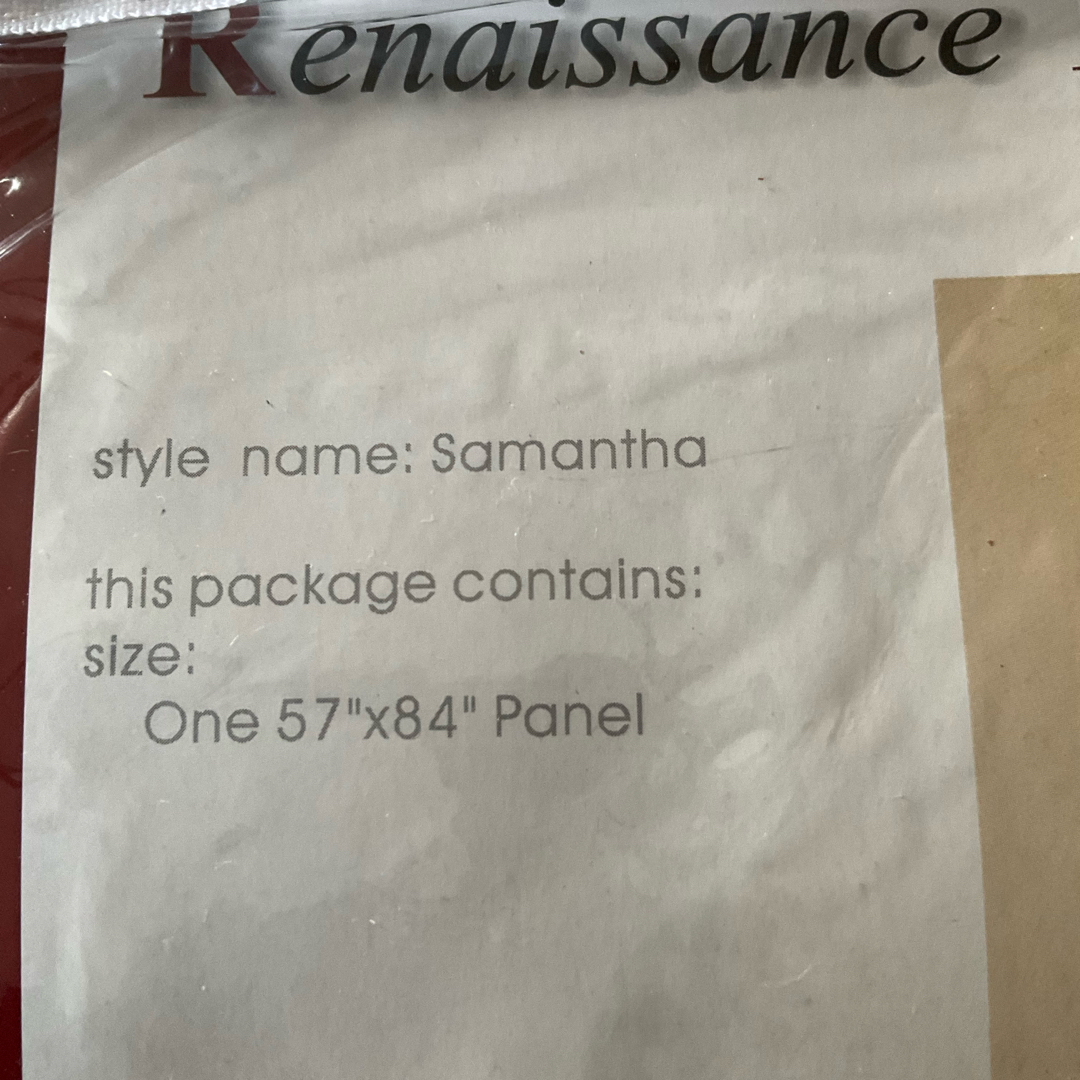 Renaissance
style name: Samantha
this package contains:
size:
One 57"x84" Panel